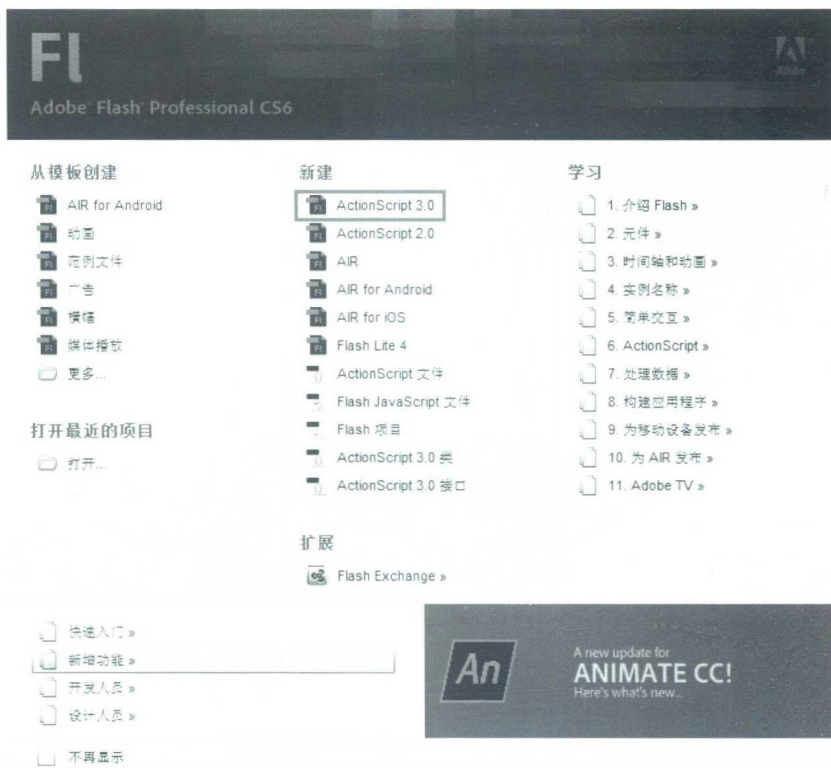 Fl
Adobe
Adobe Flash Professional CS6
从模板创建
AIR for Android
动画
范例文件
广告
横幅
媒体播放
更多...
打开最近的项目
打开...
新建
ActionScript 3.0
ActionScript 2.0
AIR
AIR for Android
AIR for iOS
Flash Lite 4
ActionScript 文件
Flash JavaScript 文件
Flash 项目
ActionScript 3.0 类
ActionScript 3.0 接口
扩展
Flash Exchange »
学习
1. 介绍 Flash »
2. 元件 »
3. 时间轴和动画 »
4. 实例名称 »
5. 简单交互 »
6. ActionScript »
7. 处理数据 »
8. 构建应用程序 »
9. 为移动设备发布 »
10. 为 AIR 发布 »
11. Adobe TV »
快速入门 »
新增功能 »
开发人员 »
设计人员 »
不再显示
An
A new update for
ANIMATE CC!
Here's what's new...